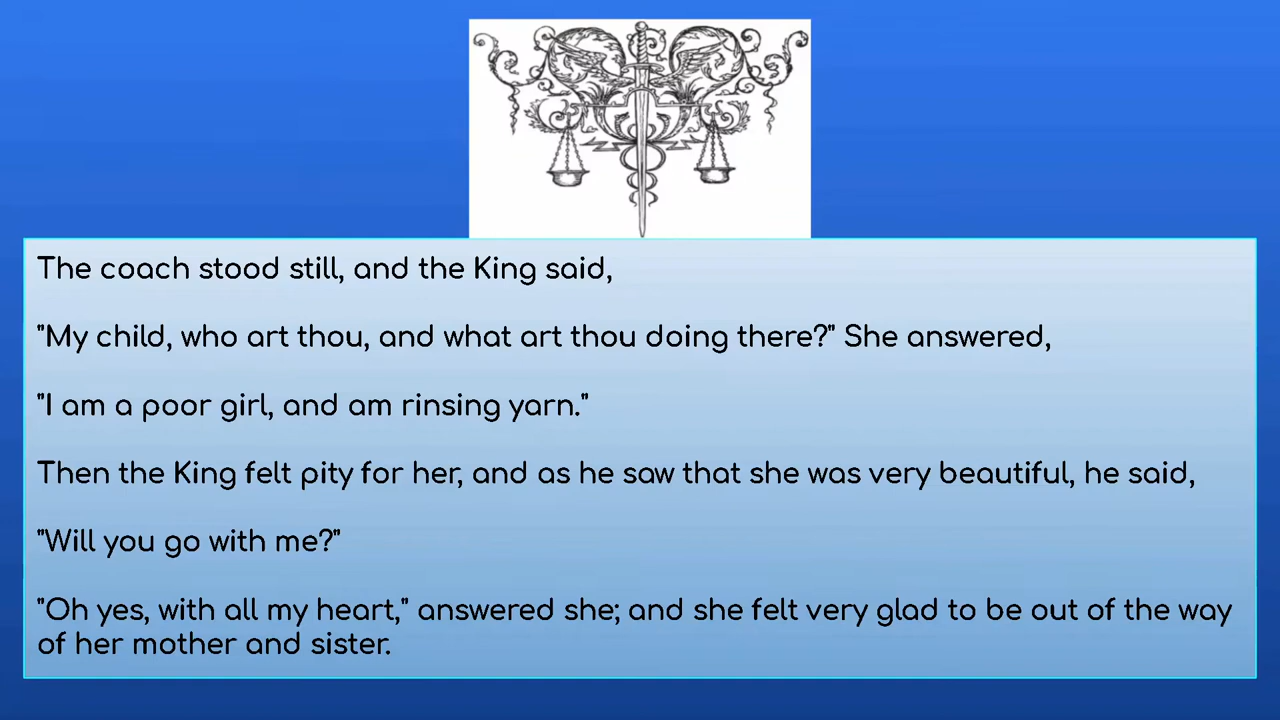 The coach stood still, and the King said,
"My child, who art thou, and what art thou doing there?" She answered,
"I am a poor girl, and am rinsing yarn."
Then the King felt pity for her, and as he saw that she was very beautiful, he said,
"Will you go with me?"
"Oh yes, with all my heart," answered she; and she felt very glad to be out of the way
of her mother and sister.